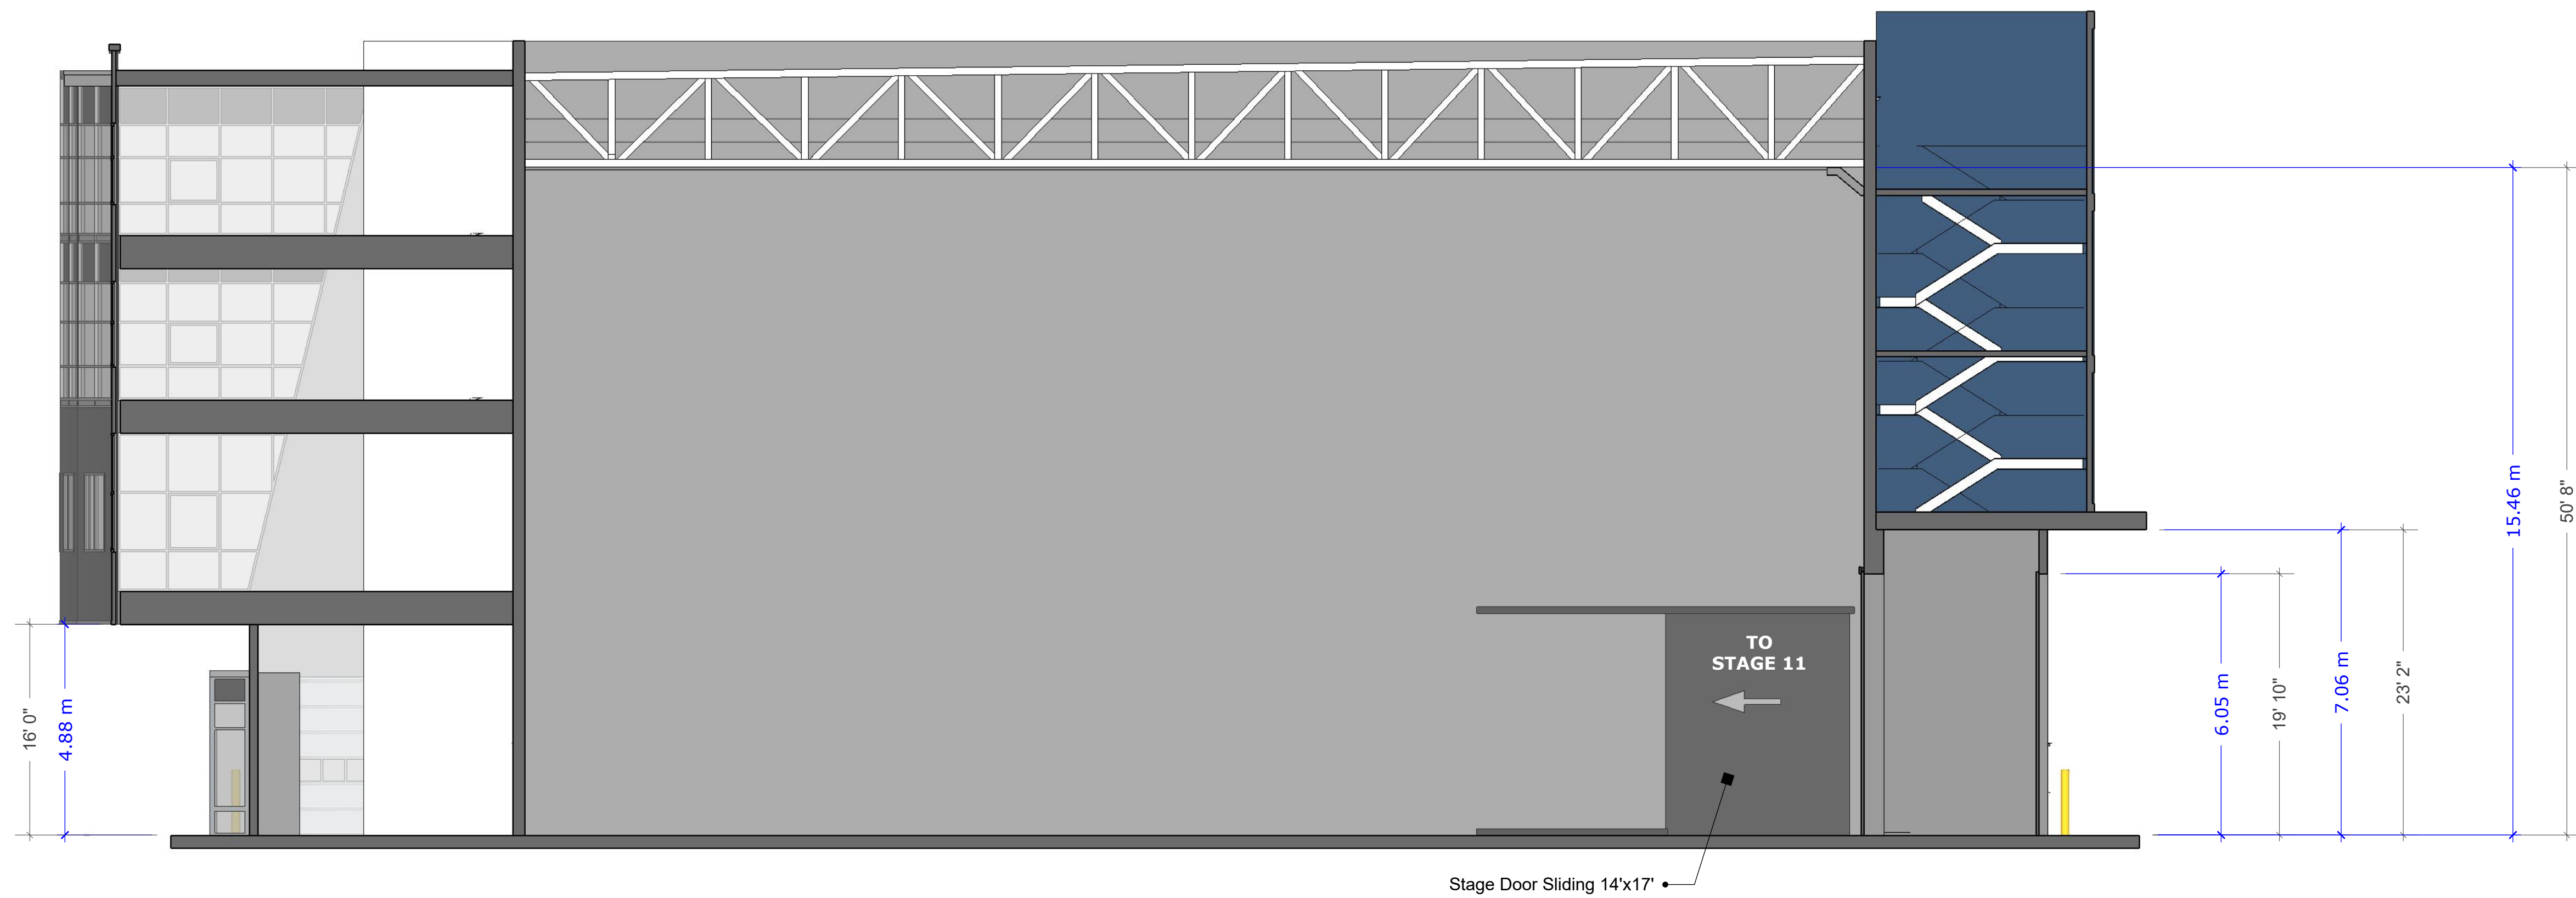 TO
STAGE 11
16' 0"
4.88 m
6.05 m
19' 10"
7.06 m
23' 2"
15.46 m
50' 8"
Stage Door Sliding 14'x17'